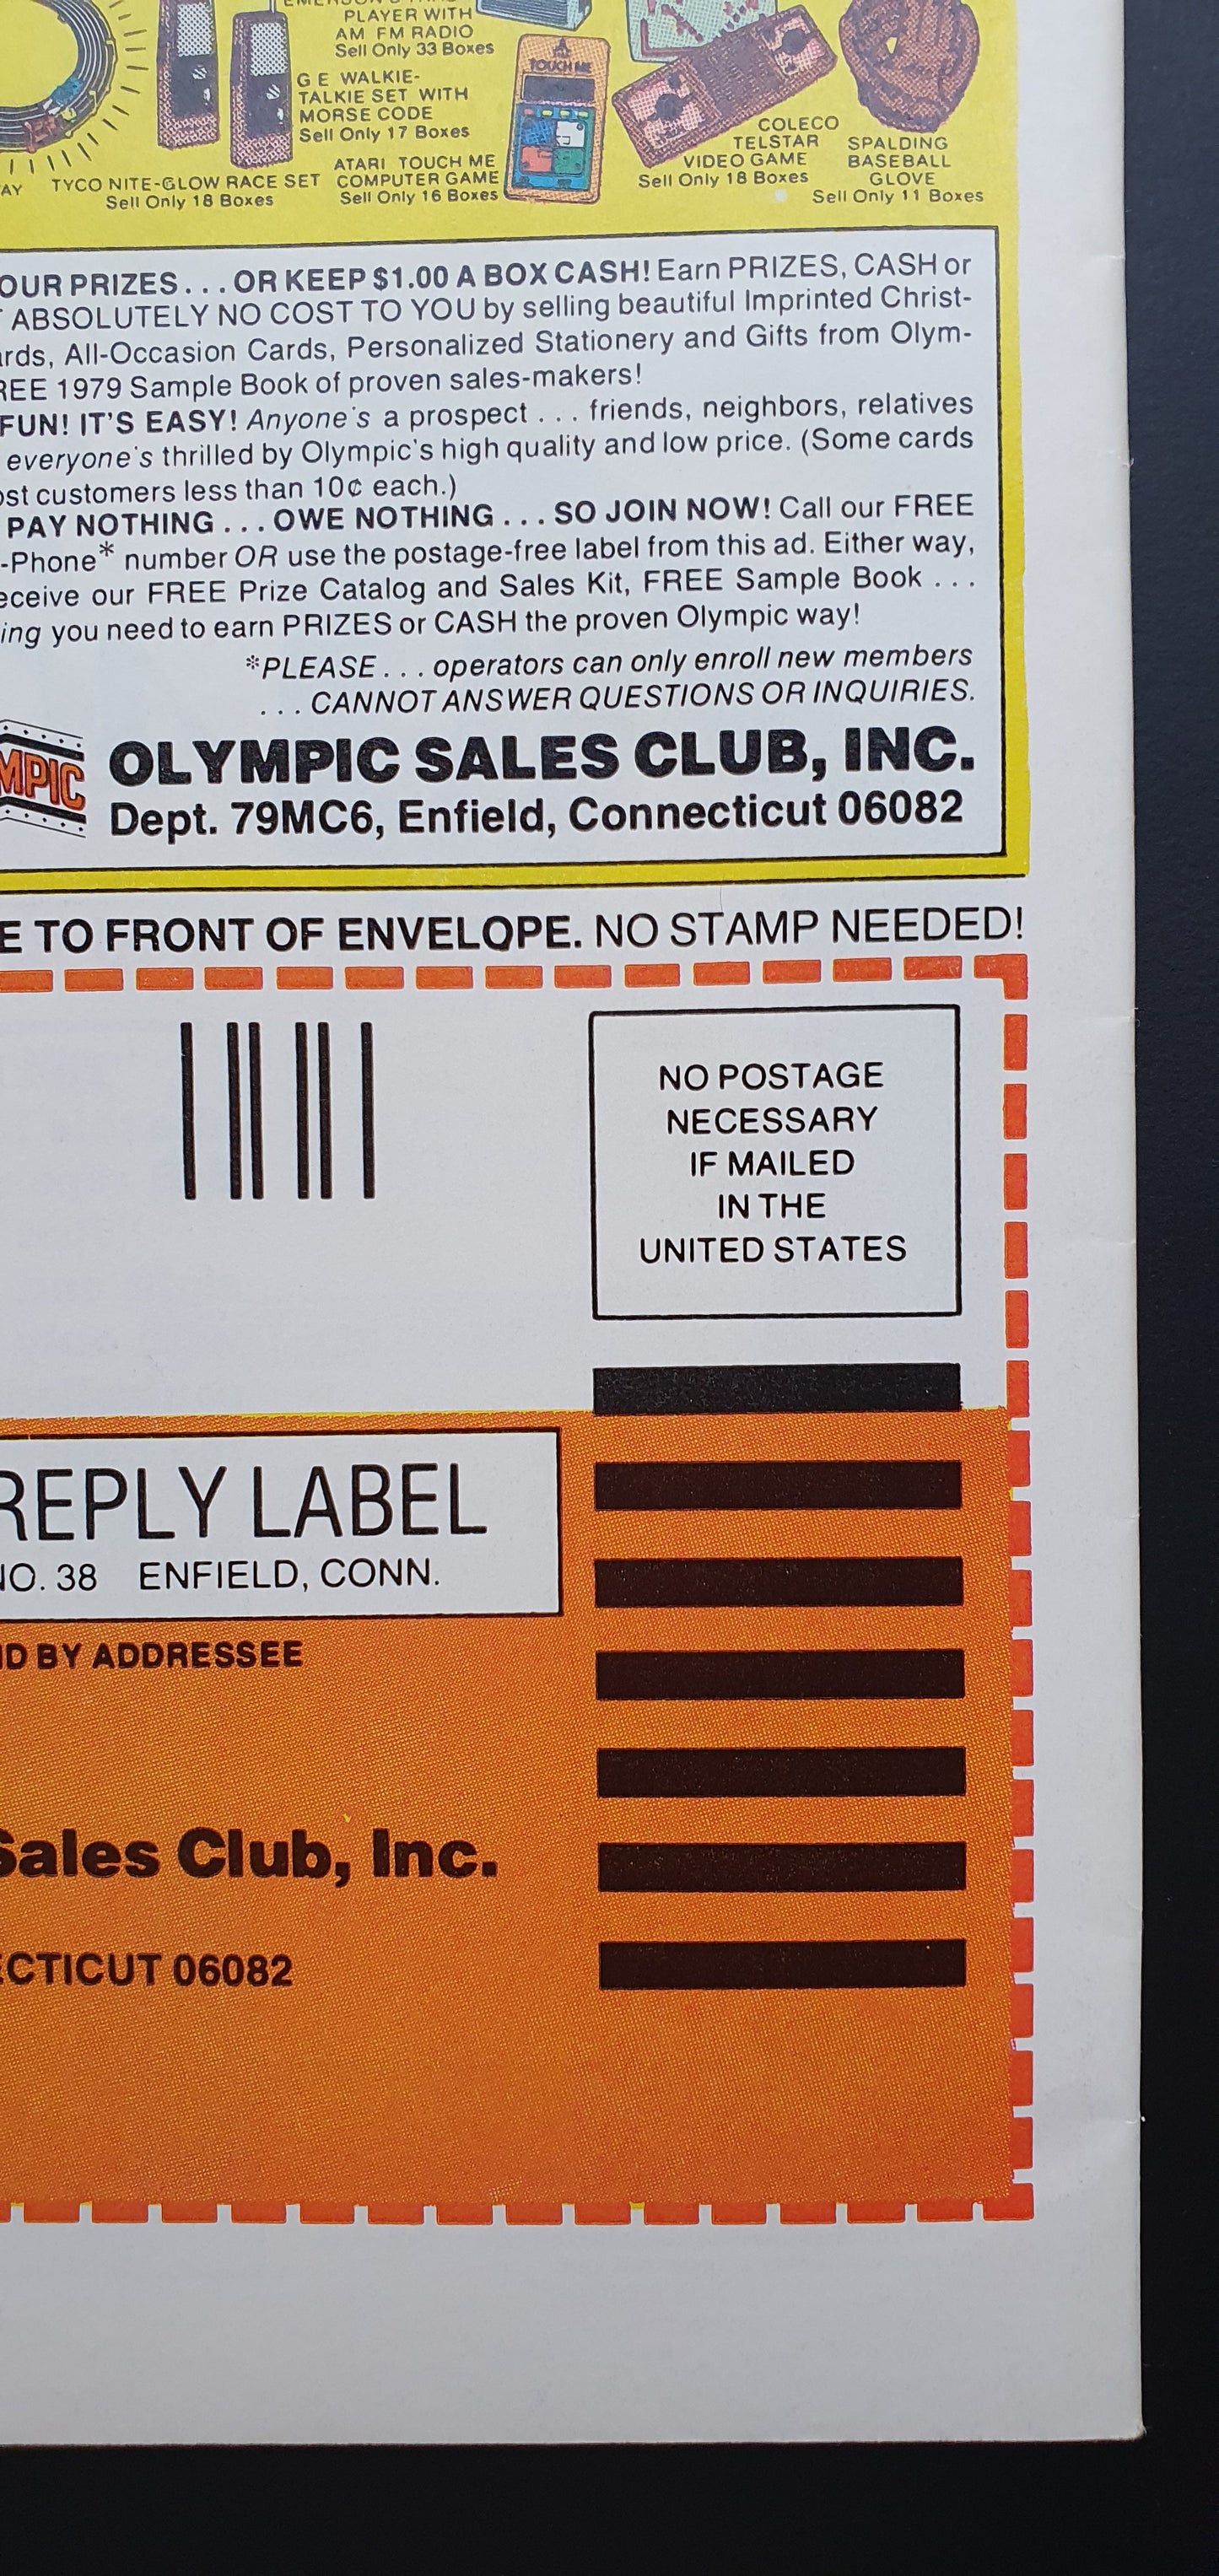 PLAYER WITH
AM FM RADIO
Sell Only 33 Boxes
G E WALKIE-
TALKIE SET WITH
MORSE CODE
Sell Only 17 Boxes
TOUCH ME
ATARI TOUCH ME
COMPUTER GAME
Sell Only 16 Boxes
COLECO
TELSTAR
VIDEO GAME
Sell Only 18 Boxes
SPALDING
BASEBALL
GLOVE
Sell Only 11 Boxes
AY
TYCO NITE-GLOW RACE SET
Sell Only 18 Boxes
OUR PRIZES... OR KEEP $1.00 A BOX CASH! Earn PRIZES, CASH or
ABSOLUTELY NO COST TO YOU by selling beautiful Imprinted Christ-
rds, All-Occasion Cards, Personalized Stationery and Gifts from Olym-
REE 1979 Sample Book of proven sales-makers!
FUN! IT'S EASY! Anyone's a prospect . . . friends, neighbors, relatives
everyone's thrilled by Olympic's high quality and low price. (Some cards
ost customers less than 10¢ each.)
PAY NOTHING . . . OWE NOTHING . . . SO JOIN NOW! Call our FREE
-Phone* number OR use the postage-free label from this ad. Either way,
eceive our FREE Prize Catalog and Sales Kit, FREE Sample Book . . .
ing you need to earn PRIZES or CASH the proven Olympic way!
*PLEASE . . . operators can only enroll new members
. . . CANNOT ANSWER QUESTIONS OR INQUIRIES.
MPIC
OLYMPIC SALES CLUB, INC.
Dept. 79MC6, Enfield, Connecticut 06082
E TO FRONT OF ENVELOPE. NO STAMP NEEDED!
NO POSTAGE
NECESSARY
IF MAILED
IN THE
UNITED STATES
REPLY LABEL
NO. 38 ENFIELD, CONN.
ID BY ADDRESSEE
Sales Club, Inc.
ECTICUT 06082